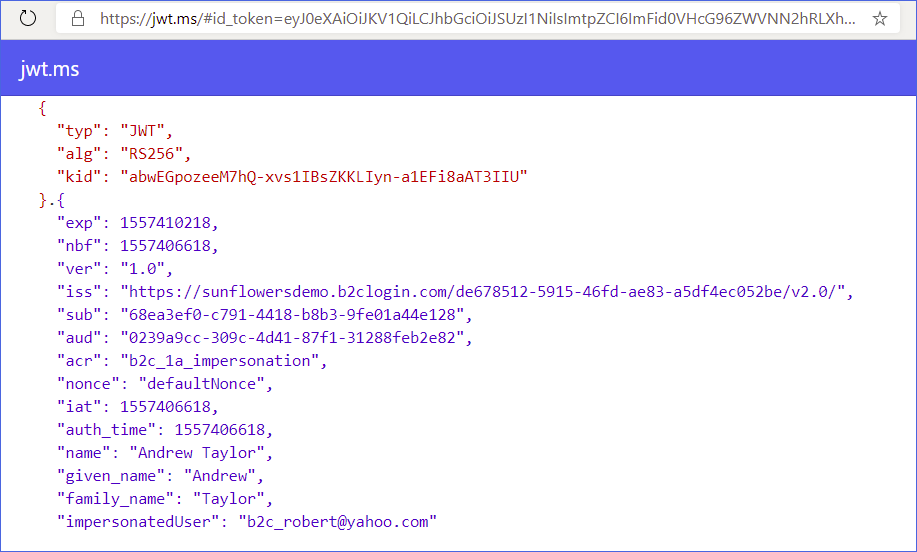 https://jwt.ms/#id_token=eyJ0eXAiOiJKV1QiLCJhbGciOiJSUzI1NiIsImtpZCI6ImFid0VHcG96ZWVNN2hRLXh...
jwt.ms
{
"typ": "JWT",
"alg": "RS256",
"kid": "abwEGpozeeM7hQ-xvs1IBsZKKLIyn-a1EFi8aAT3IIU"
}.{
"exp": 1557410218,
"nbf": 1557406618,
"ver": "1.0",
"iss": "https://sunflowersdemo.b2clogin.com/de678512-5915-46fd-ae83-a5df4ec052be/v2.0/",
"sub": "68ea3ef0-c791-4418-b8b3-9fe01a44e128",
"aud": "0239a9cc-309c-4d41-87f1-31288feb2e82",
"acr": "b2c_1a_impersonation",
"nonce": "defaultNonce",
"iat": 1557406618,
"auth_time": 1557406618,
"name": "Andrew Taylor",
"given_name": "Andrew",
"family_name": "Taylor",
"impersonatedUser": "b2c_robert@yahoo.com"